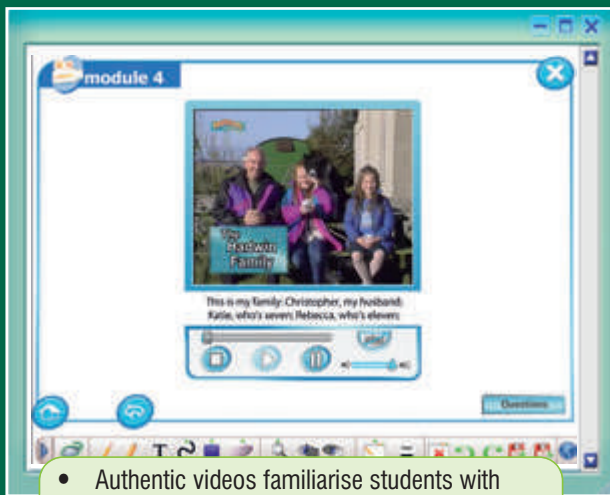 module 4
The
Hadwin
Family
This is my family: Christopher, my husband;
Katie, who's seven; Rebecca, who's eleven;
Questions
T
• Authentic videos familiarise students with